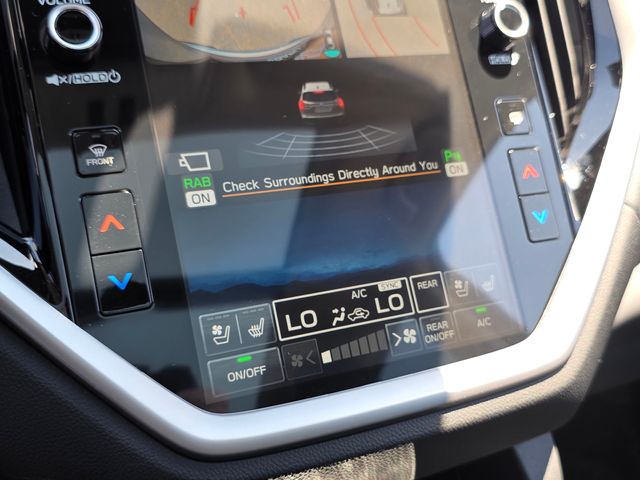 VOLUME
HOLD
HOLD
FRONT
RAB
ON
Check Surroundings Directly Around You
ON
A/C
SYNC
LO
LO
REAR
ON/OFF
REAR
ON/OFF
A/C